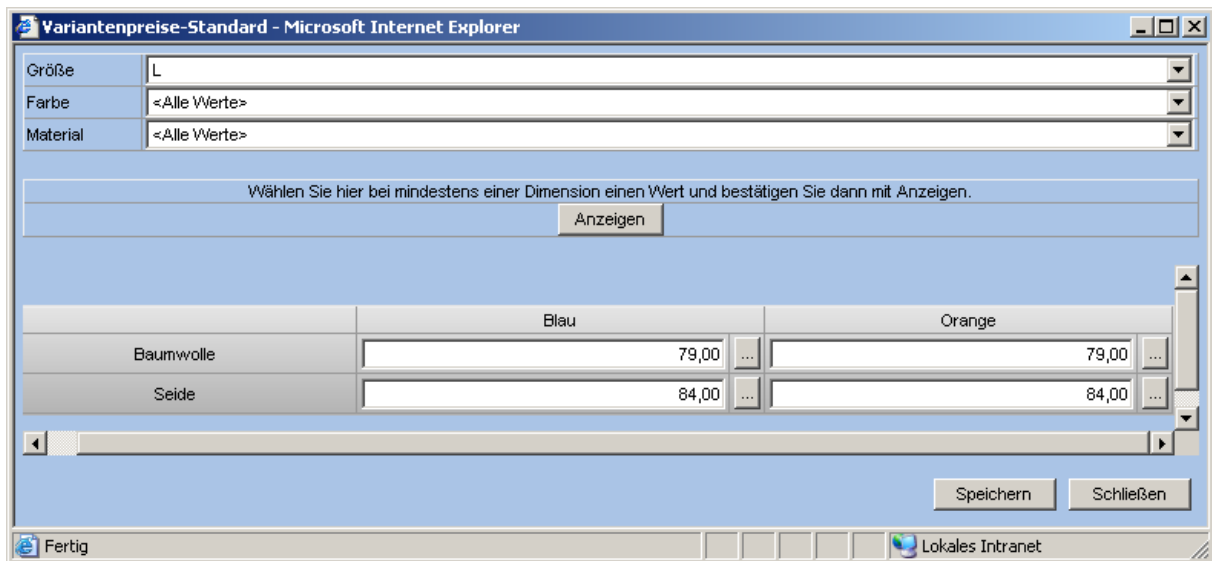 Variantenpreise-Standard - Microsoft Internet Explorer
Größe L
Farbe <Alle Werte>
Material <Alle Werte>
Wählen Sie hier bei mindestens einer Dimension einen Wert und bestätigen Sie dann mit Anzeigen.
Anzeigen
Blau Orange
Baumwolle 79,00 ... 79,00 ...
Seide 84,00 ... 84,00 ...
Speichern Schließen
Fertig Lokales Intranet